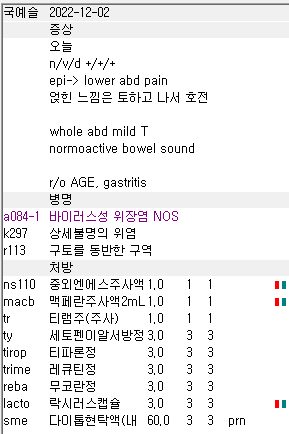 국예슬 2022-12-02
증상
오늘
n/v/d +/+/+
epi-> lower abd pain
얹힌 느낌은 토하고 나서 호전
whole abd mild T
normoactive bowel sound
r/o AGE, gastritis
병명
a084-1 바이러스성 위장염 NOS
k297 상세불명의 위염
r113 구토를 동반한 구역
처방
ns110 중외엔에스주사액 1.0 1 1
macb 맥페란주사액2mL 1.0 1 1
tr 티램주(주사) 1.0 1 1
ty 세토펜이알서방정 3.0 3 3
tirop 티파론정 3.0 3 3
trime 레큐틴정 3.0 3 3
reba 무코란정 3.0 3 3
lacto 락시러스캡슐 3.0 3 3
sme 다이톱현탁액(내 60.0 3 3 prn